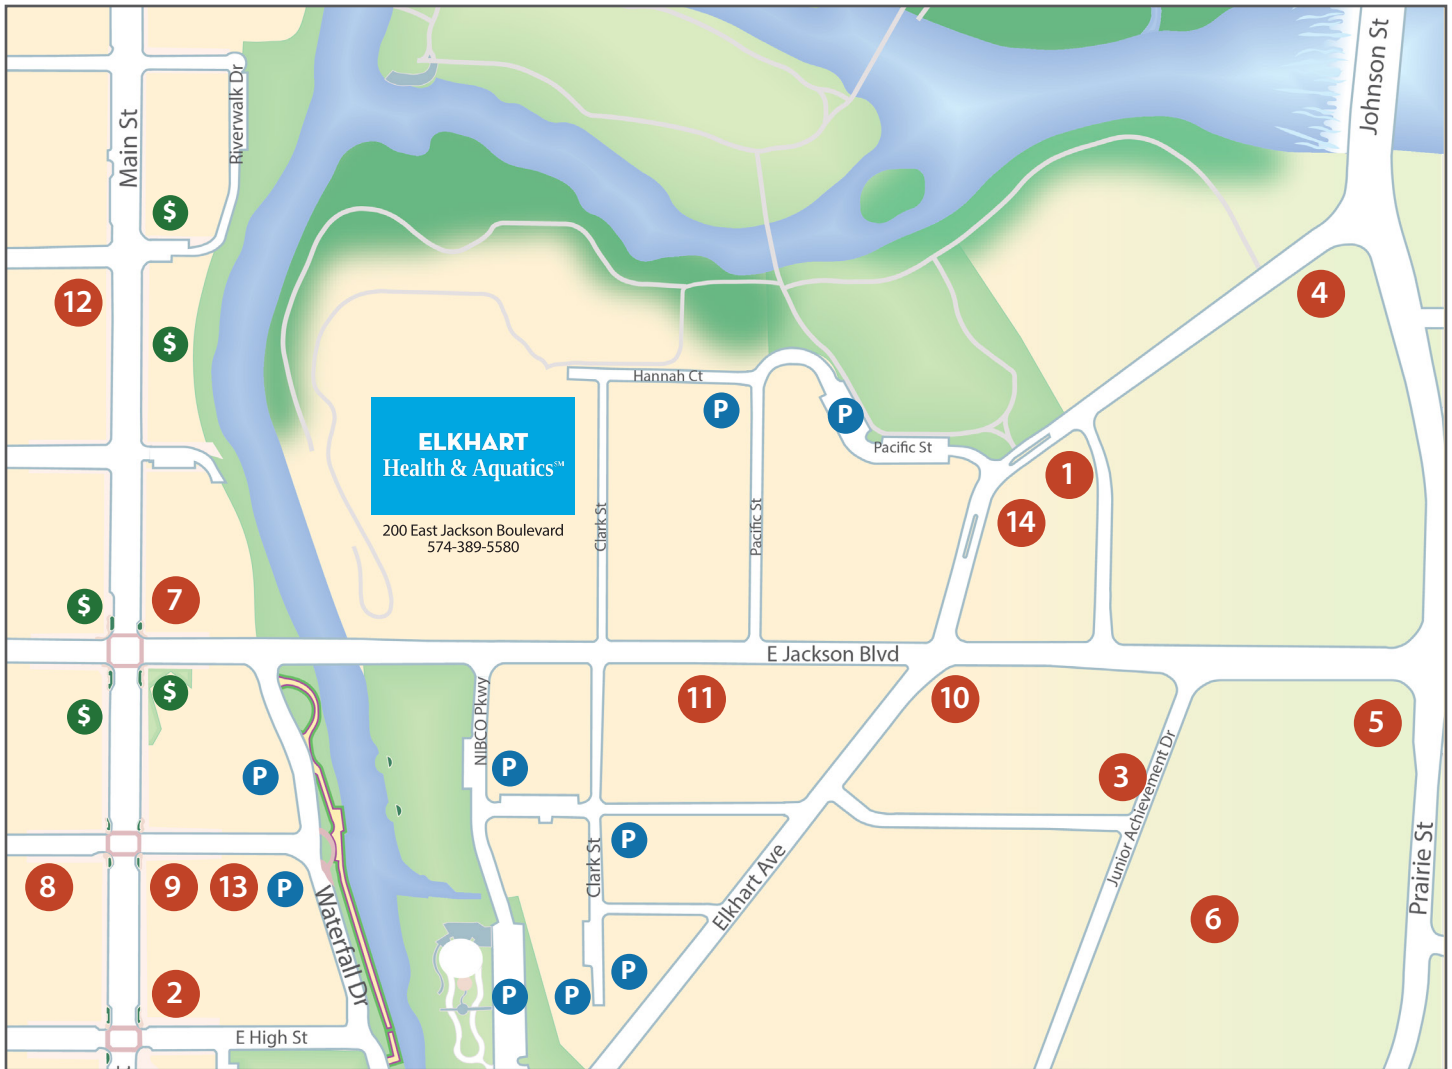 Johnson St
Riverwalk Dr
Main St
$
12
4
$
Hannah Ct
P
P
ELKHART
Health & Aquatics℠
Pacific St
1
14
200 East Jackson Boulevard
574-389-5580
Clark St
Pacific St
$
7
E Jackson Blvd
$
$
11
10
5
NIBCO Pkwy
P
P
3
Junior Achievement Dr
P
Clark St
Elkhart Ave
Prairie St
8
9
13
P
Waterfall Dr
6
P
2
P
P
E High St